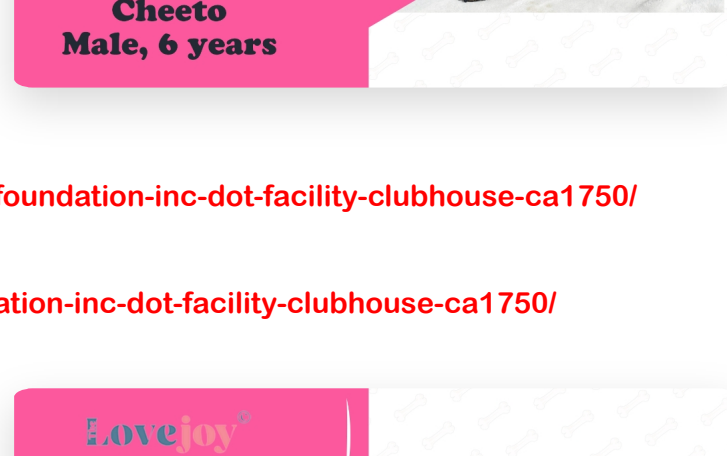 Cheeto
Male, 6 years
foundation-inc-dot-facility-clubhouse-ca1750/
ation-inc-dot-facility-clubhouse-ca1750/
Lovejoy